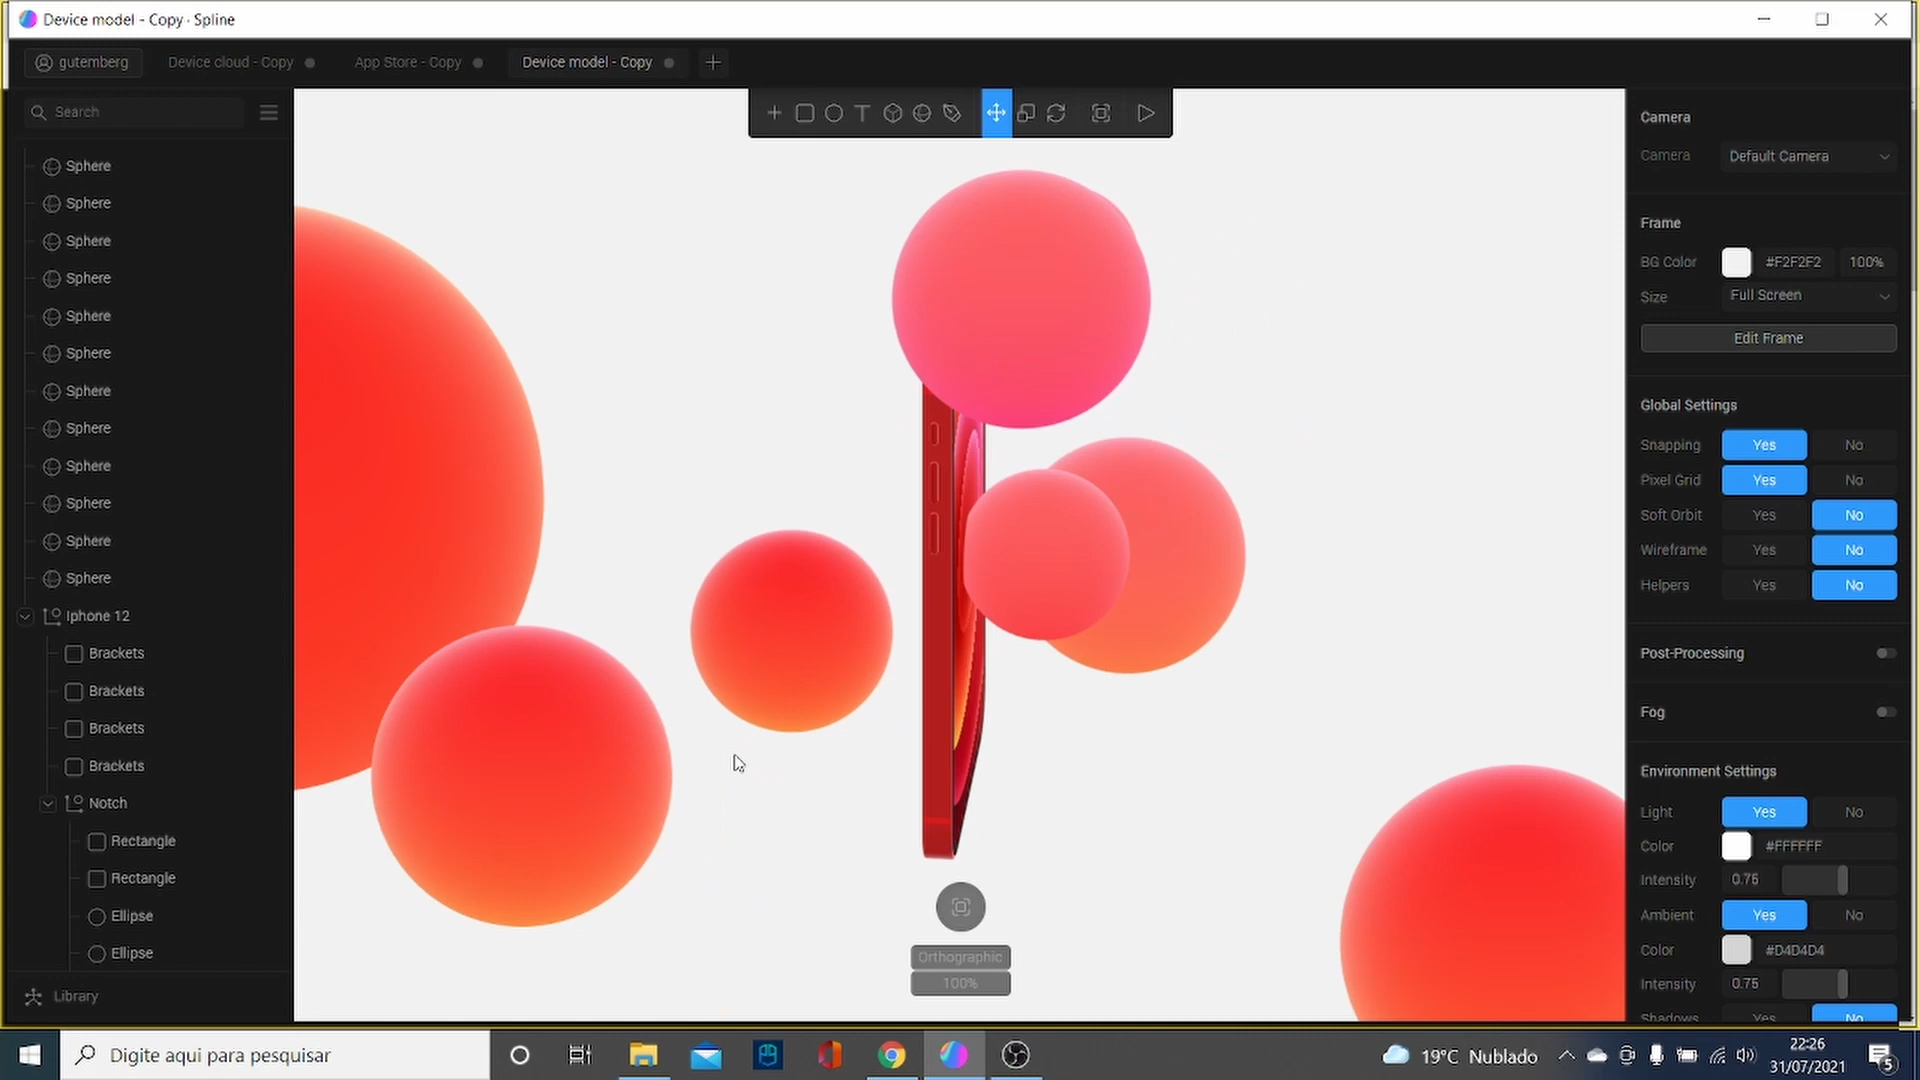 Device model - Copy · Spline
gutemberg
Device cloud - Copy
App Store - Copy
Device model - Copy
Search
Sphere
Sphere
Sphere
Sphere
Sphere
Sphere
Sphere
Sphere
Sphere
Sphere
Sphere
Sphere
Iphone 12
Brackets
Brackets
Brackets
Brackets
Notch
Rectangle
Rectangle
Ellipse
Ellipse
Library
Orthographic
100%
Camera
Camera Default Camera
Frame
BG Color #F2F2F2 100%
Size Full Screen
Edit Frame
Global Settings
Snapping Yes No
Pixel Grid Yes No
Soft Orbit Yes No
Wireframe Yes No
Helpers Yes No
Post-Processing
Fog
Environment Settings
Light Yes No
Color #FFFFFF
Intensity 0.75
Ambient Yes No
Color #D4D4D4
Intensity 0.75
Shadows Yes No
Digite aqui para pesquisar
19°C Nublado
22:26
31/07/2021
5